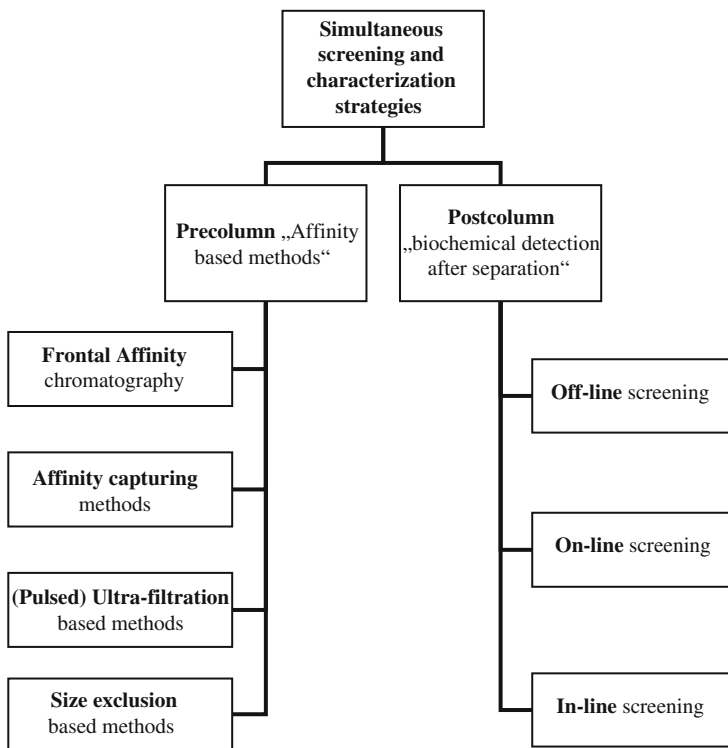 Simultaneous
screening and
characterization
strategies
Precolumn „Affinity
based methods“
Postcolumn
„biochemical detection
after separation“
Frontal Affinity
chromatography
Affinity capturing
methods
(Pulsed) Ultra-filtration
based methods
Size exclusion
based methods
Off-line screening
On-line screening
In-line screening